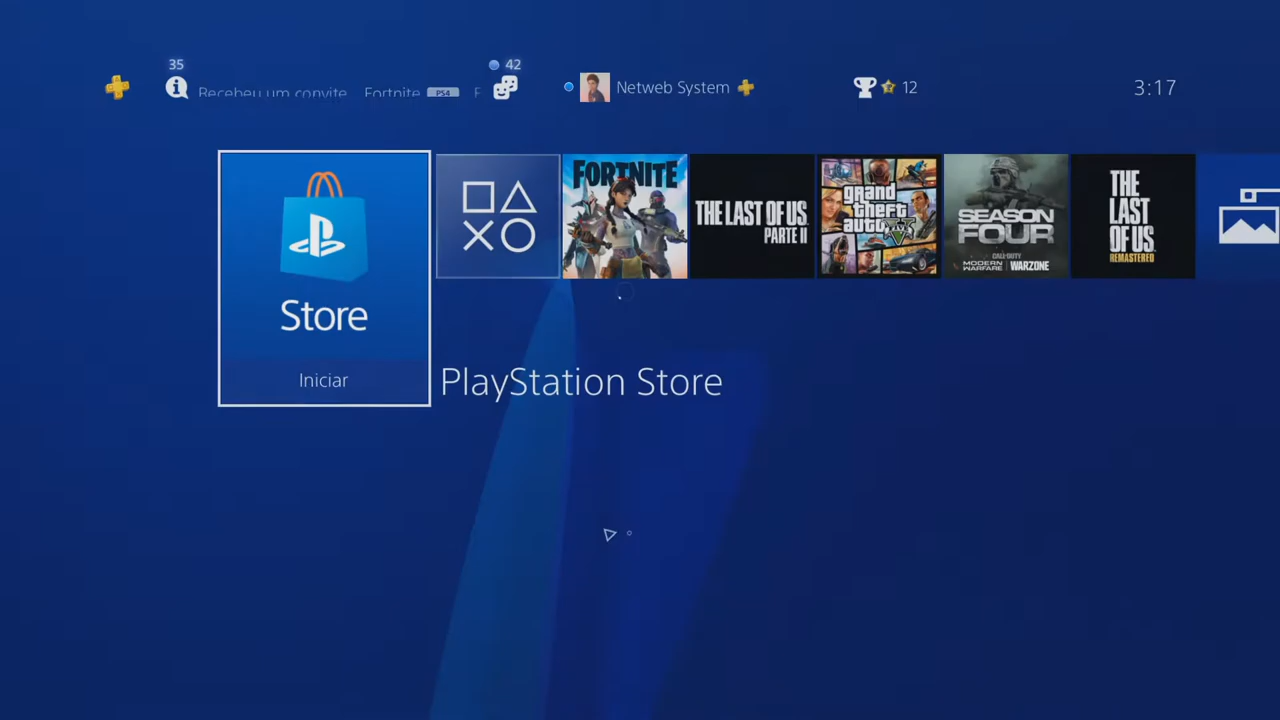 35
42
Recebeu um convite
Fortnite PS4 F
Netweb System
12
3:17
Store
Iniciar
PlayStation Store
FORTNITE
THE LAST OF US
PARTE II
grand
theft
auto
V
SEASON
FOUR
CALL OF DUTY
MODERN WARFARE | WARZONE
THE
LAST
OF US
REMASTERED